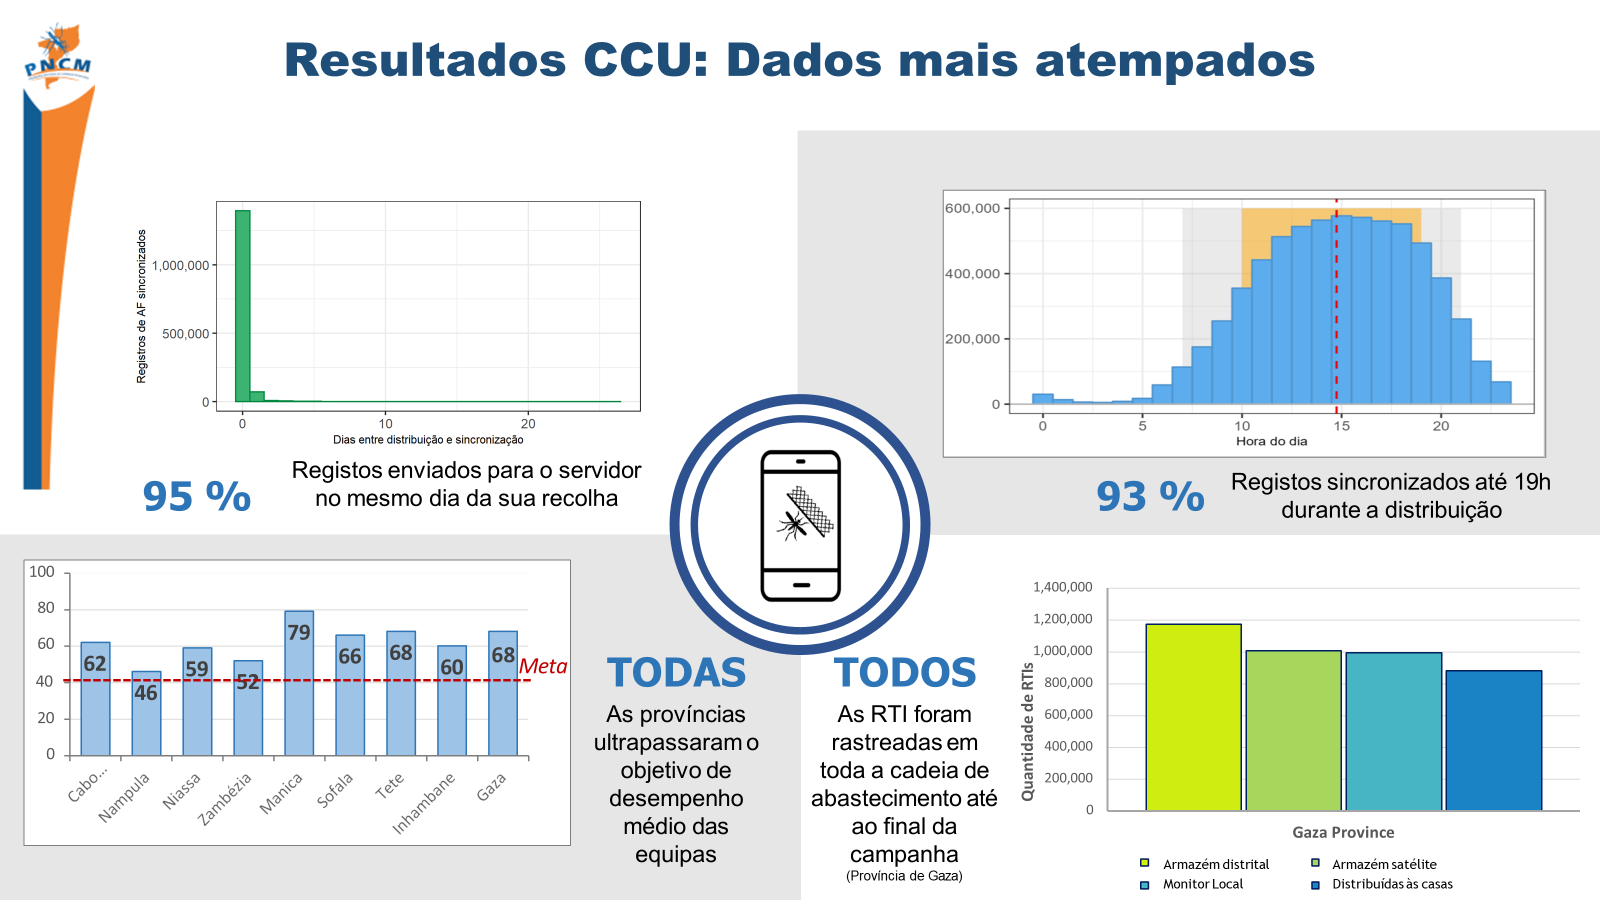 PNCM
Resultados CCU: Dados mais atempados
Registros de AF sincronizados
1,000,000
500,000
0
0
10
20
Dias entre distribuição e sincronização
95 %
Registos enviados para o servidor
no mesmo dia da sua recolha
600,000
400,000
200,000
0
0
5
10
15
20
Hora do dia
93 %
Registos sincronizados até 19h
durante a distribuição
100
80
60
40
20
0
62
46
59
52
79
66
68
60
68
Meta
Cabo...
Nampula
Niassa
Zambézia
Manica
Sofala
Tete
Inhambane
Gaza
TODAS
As províncias
ultrapassaram o
objetivo de
desempenho
médio das
equipas
TODOS
As RTI foram
rastreadas em
toda a cadeia de
abastecimento até
ao final da
campanha
(Província de Gaza)
Quantidade de RTIs
1,400,000
1,200,000
1,000,000
800,000
600,000
400,000
200,000
0
Gaza Province
Armazém distrital
Armazém satélite
Monitor Local
Distribuídas às casas